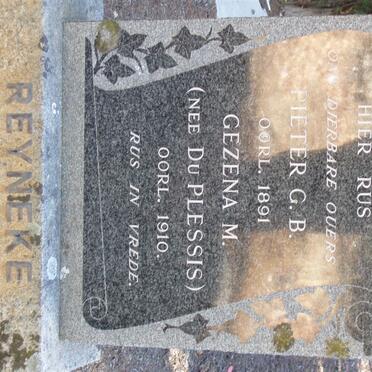 HIER RUS
ONS DIERBARE OUERS
PIETER G. B.
OORL. 1891
GEZENA M.
(NEE DU PLESSIS)
OORL. 1910.
RUS IN VREDE
REYNEKE